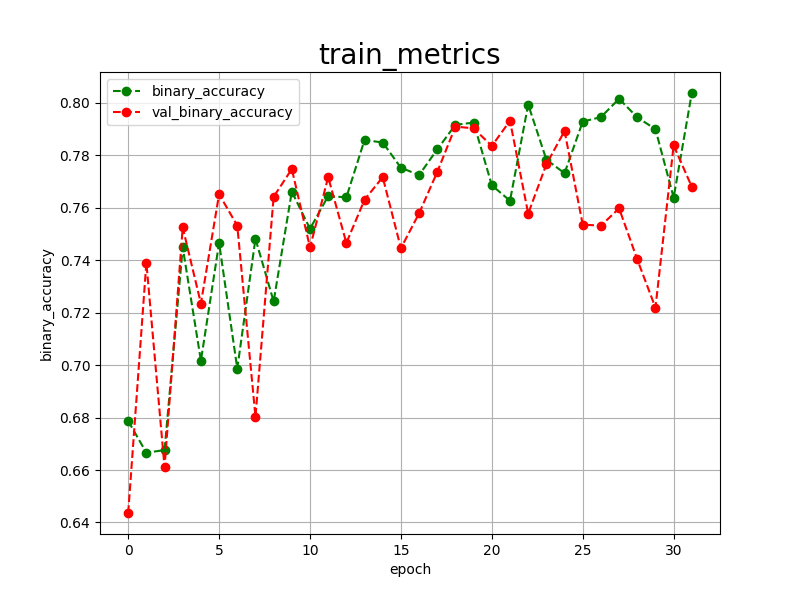 train_metrics
binary_accuracy
val_binary_accuracy
binary_accuracy
0.80
0.78
0.76
0.74
0.72
0.70
0.68
0.66
0.64
0 5 10 15 20 25 30
epoch